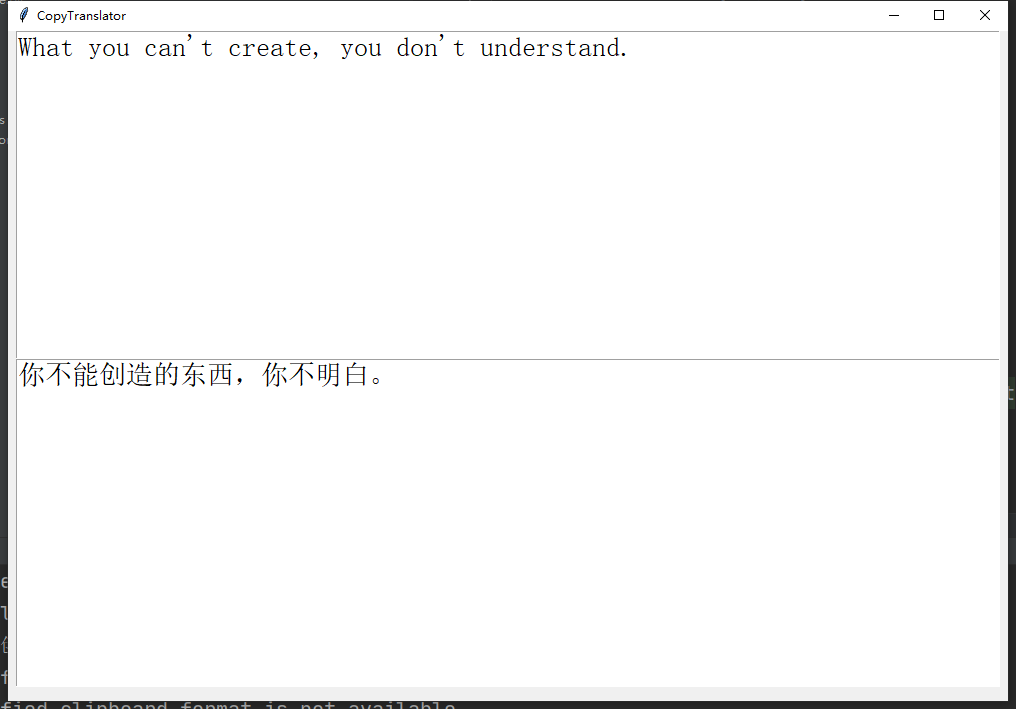 CopyTranslator
What you can't create, you don't understand.
你不能创造的东西，你不明白。
clipboard format is not available